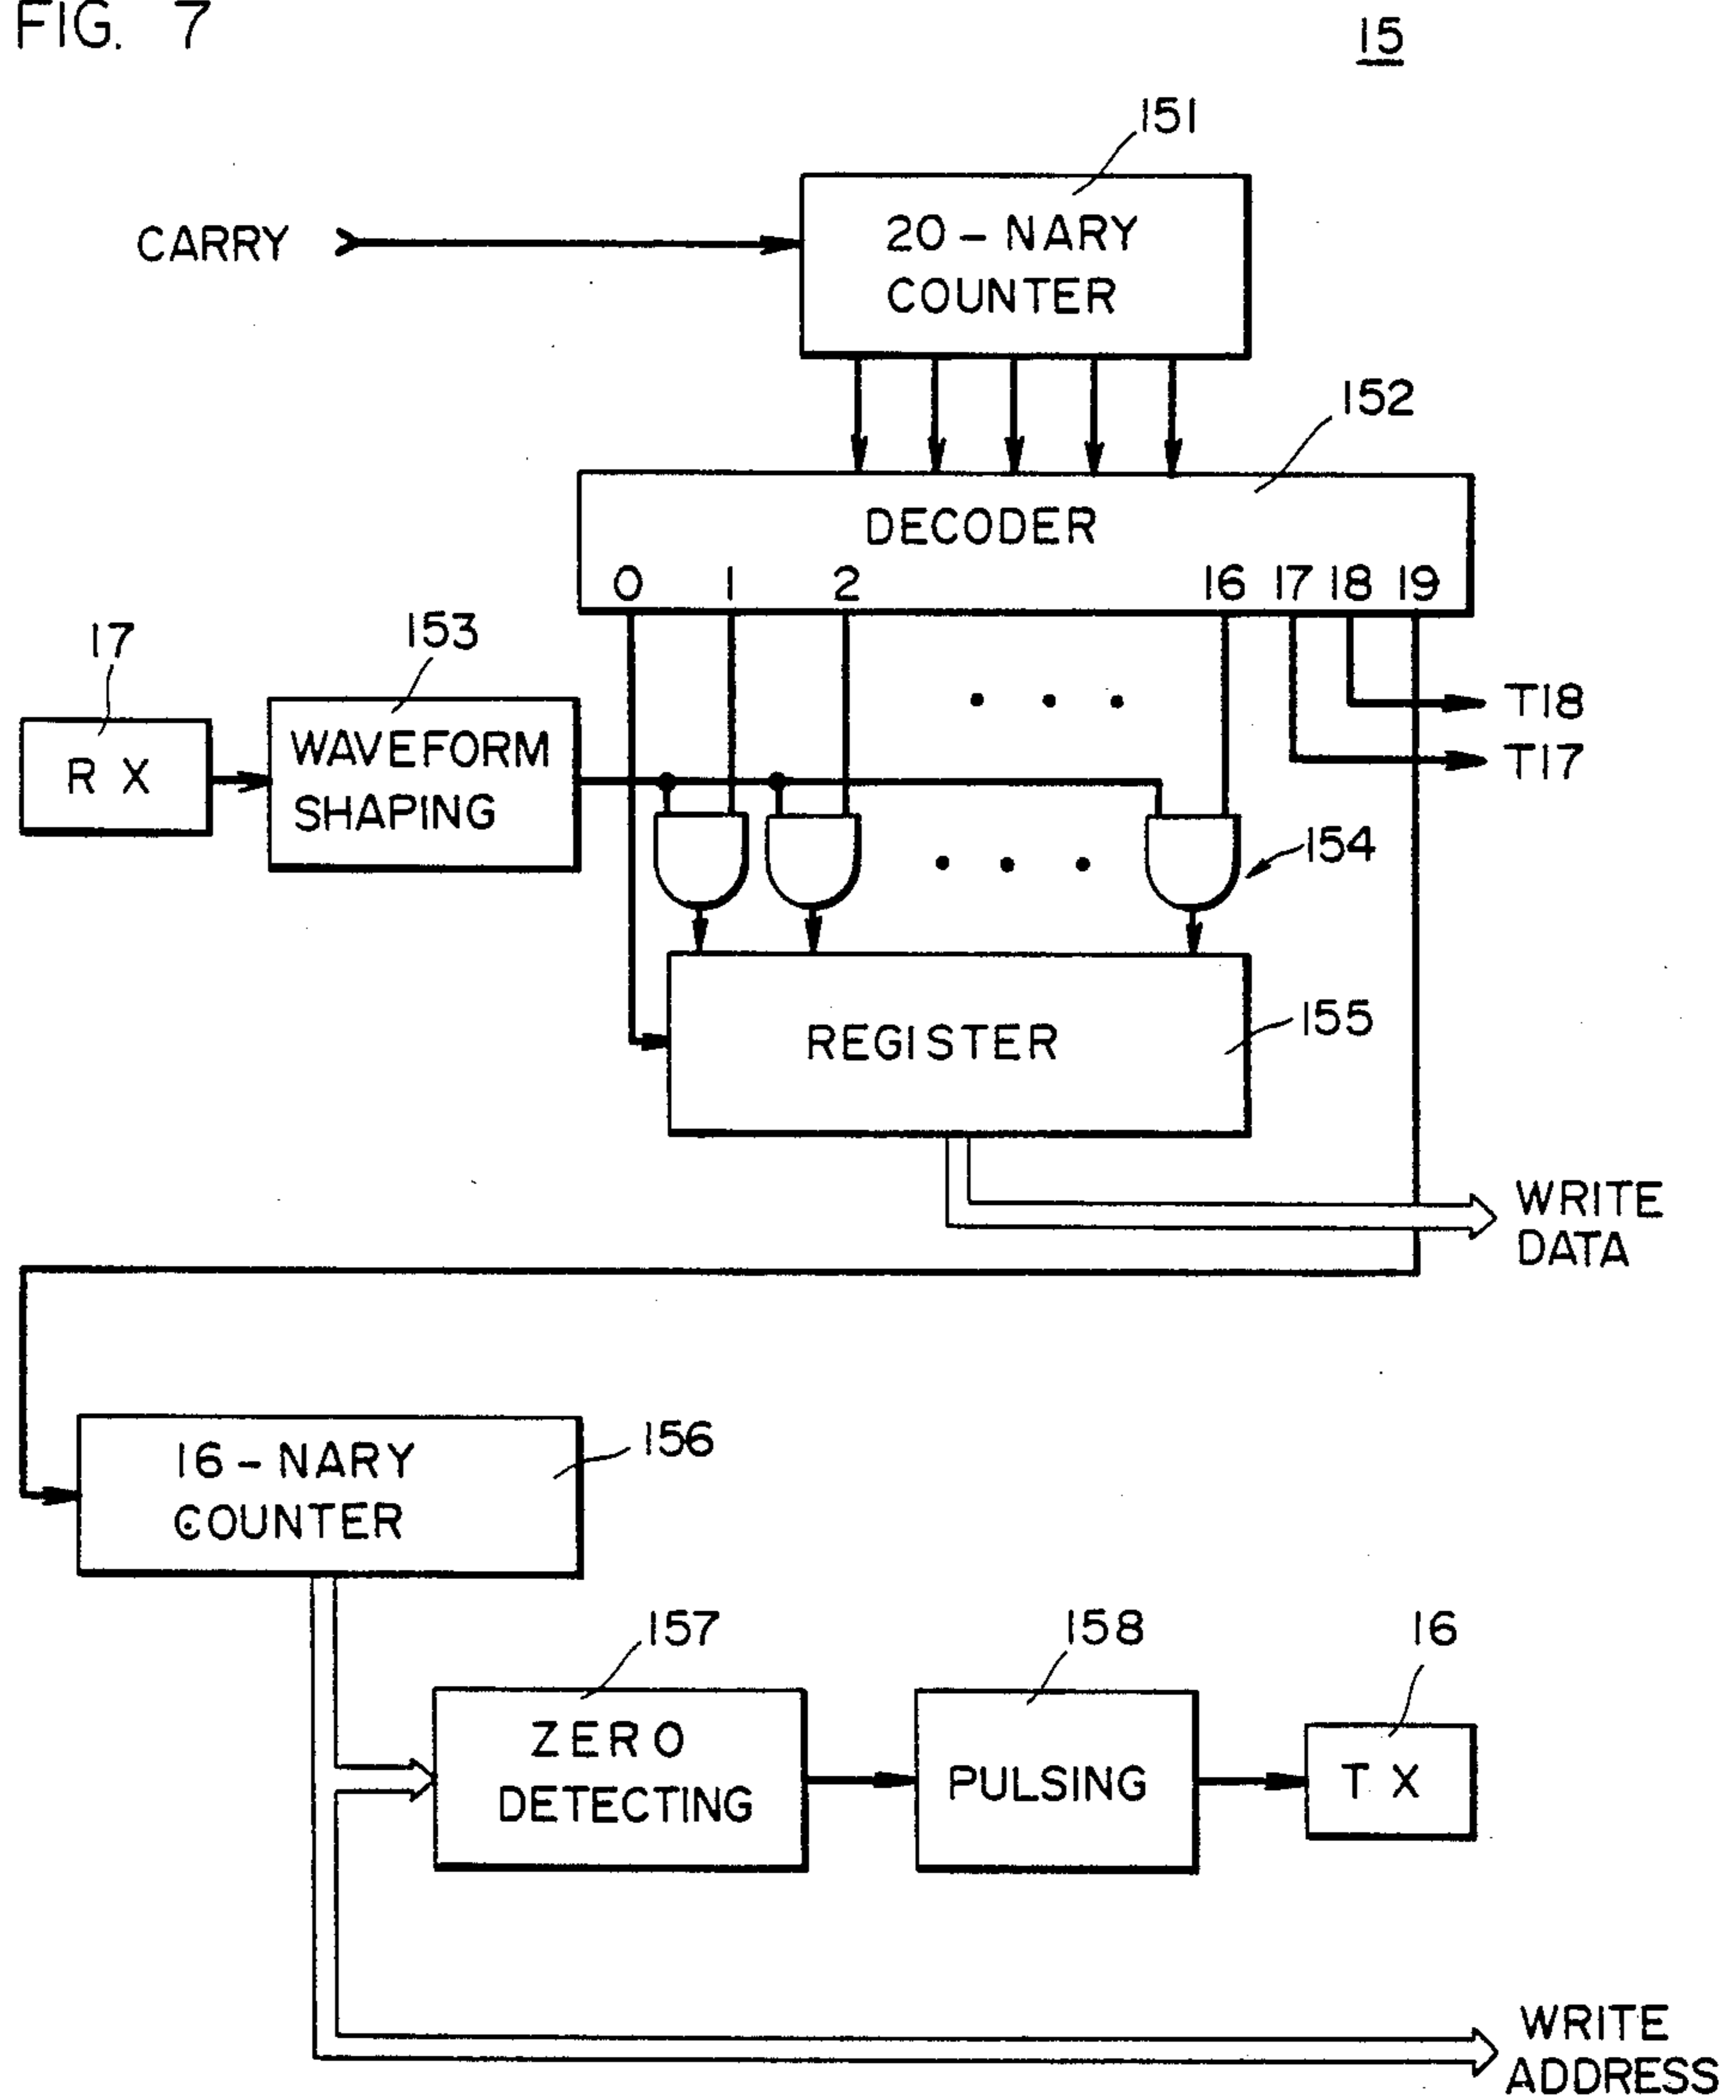 FIG. 7
15
151
CARRY
20-NARY
COUNTER
152
DECODER
0 1 2 16 17 18 19
17
153
T18
T17
RX
WAVEFORM
SHAPING
154
REGISTER
155
WRITE
DATA
16-NARY
COUNTER
156
157
158
16
ZERO
DETECTING
PULSING
TX
WRITE
ADDRESS